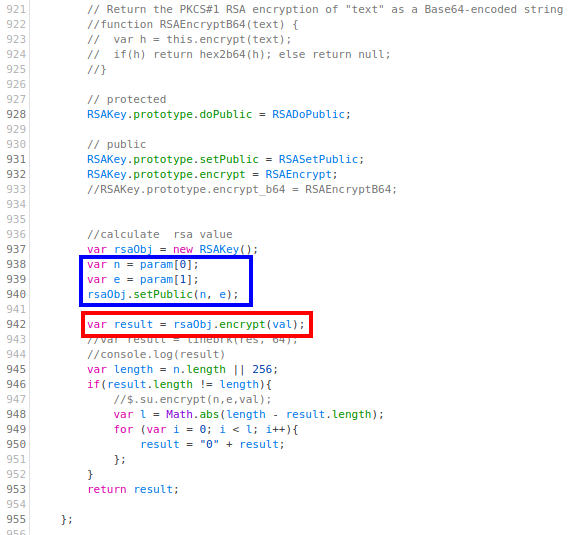 921 // Return the PKCS#1 RSA encryption of "text" as a Base64-encoded string
922 //function RSAEncryptB64(text) {
923 //  var h = this.encrypt(text);
924 //  if(h) return hex2b64(h); else return null;
925 //}
926
927 // protected
928 RSAKey.prototype.doPublic = RSADoPublic;
929
930 // public
931 RSAKey.prototype.setPublic = RSASetPublic;
932 RSAKey.prototype.encrypt = RSAEncrypt;
933 //RSAKey.prototype.encrypt_b64 = RSAEncryptB64;
934
935
936 //calculate  rsa value
937 var rsaObj = new RSAKey();
938 var n = param[0];
939 var e = param[1];
940 rsaObj.setPublic(n, e);
941
942 var result = rsaObj.encrypt(val);
943 //var result = linebrk(res, 64);
944 //console.log(result)
945 var length = n.length || 256;
946 if(result.length != length){
947     //$.su.encrypt(n,e,val);
948     var l = Math.abs(length - result.length);
949     for (var i = 0; i < l; i++){
950         result = "0" + result;
951     };
952 }
953 return result;
954
955 };
956